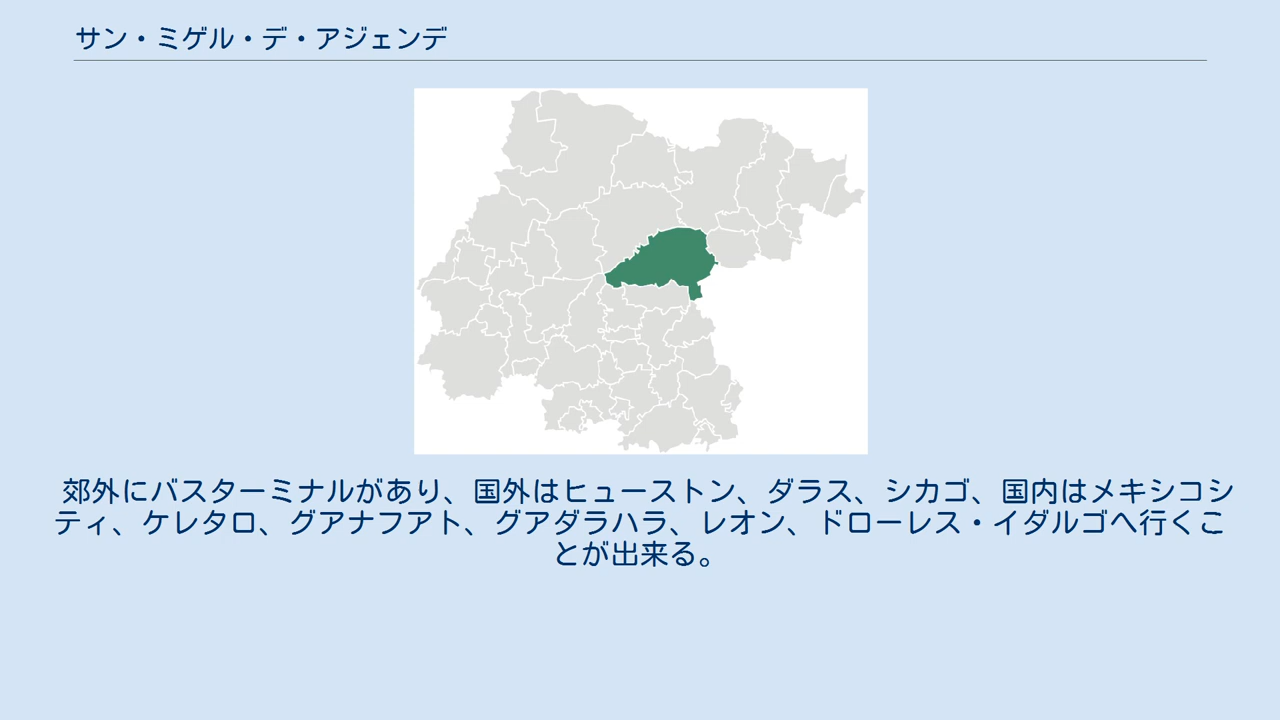 サン・ミゲル・デ・アジェンデ
郊外にバスターミナルがあり、国外はヒューストン、ダラス、シカゴ、国内はメキシコシ
ティ、ケレタロ、グアナフアト、グアダラハラ、レオン、ドローレス・イダルゴへ行くこ
とが出来る。